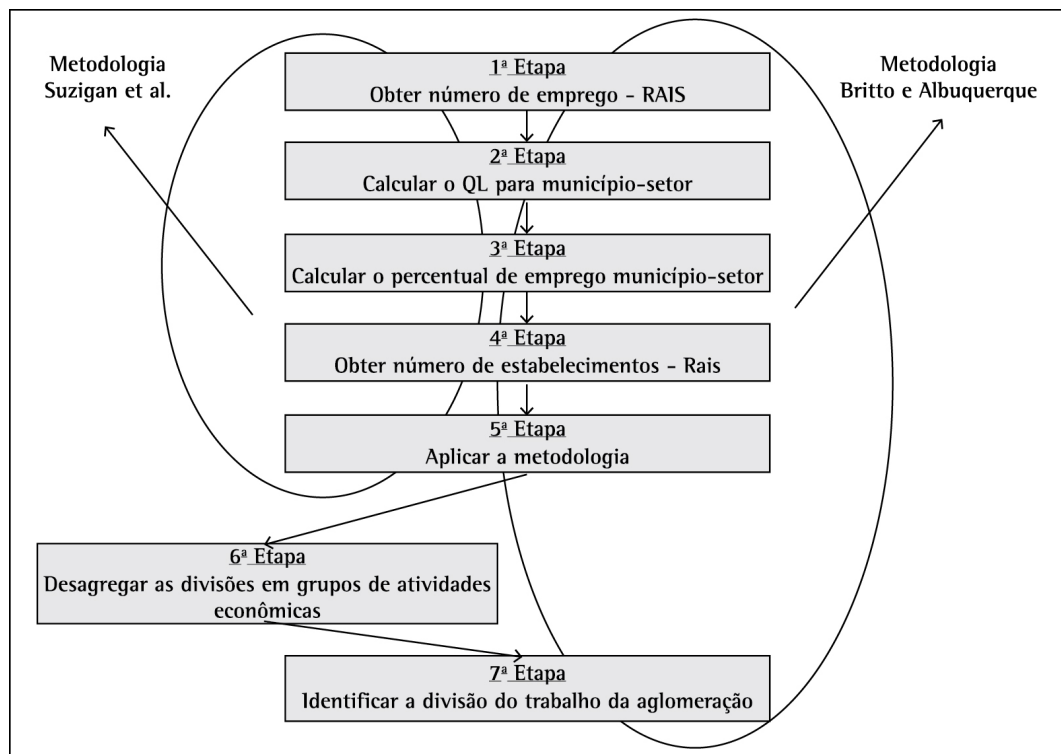 Metodologia
Suzigan et al.
Metodologia
Britto e Albuquerque
1ª Etapa
Obter número de emprego - RAIS
2ª Etapa
Calcular o QL para município-setor
3ª Etapa
Calcular o percentual de emprego município-setor
4ª Etapa
Obter número de estabelecimentos - Rais
5ª Etapa
Aplicar a metodologia
6ª Etapa
Desagregar as divisões em grupos de atividades
econômicas
7ª Etapa
Identificar a divisão do trabalho da aglomeração